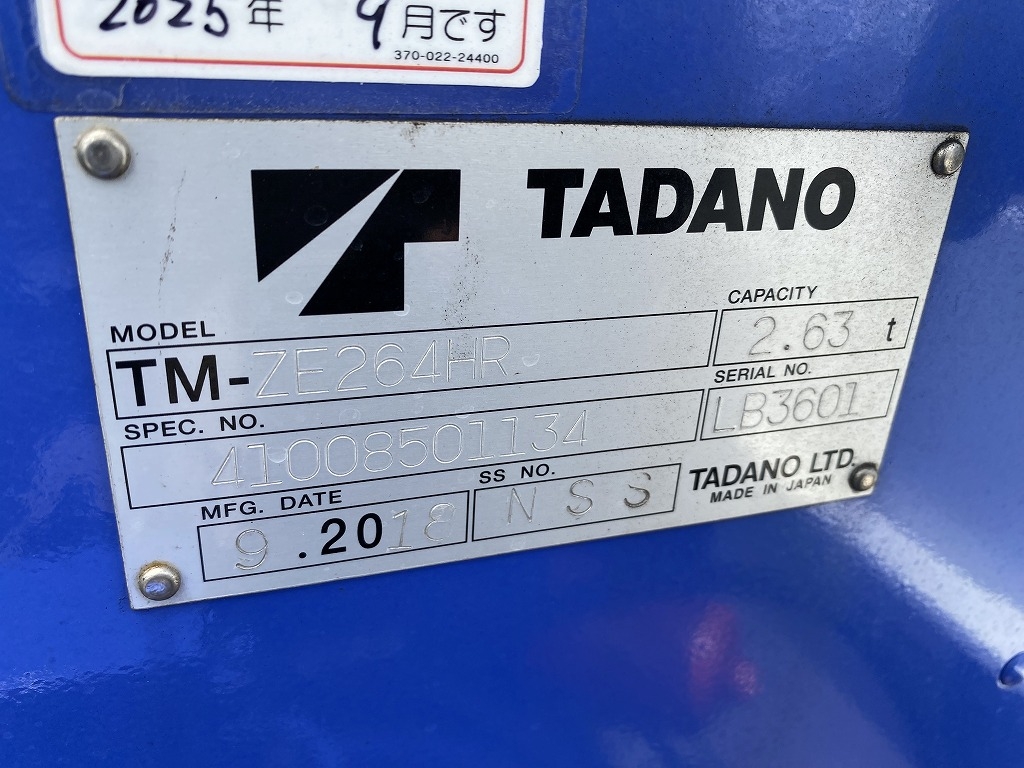 2025年 9月です
370-022-24400
TADANO
MODEL
TM-ZE264HR
CAPACITY
2.63 t
SPEC. NO.
41008501134
SERIAL NO.
LB3601
MFG. DATE
9.2018
SS NO.
NSS
TADANO LTD.
MADE IN JAPAN